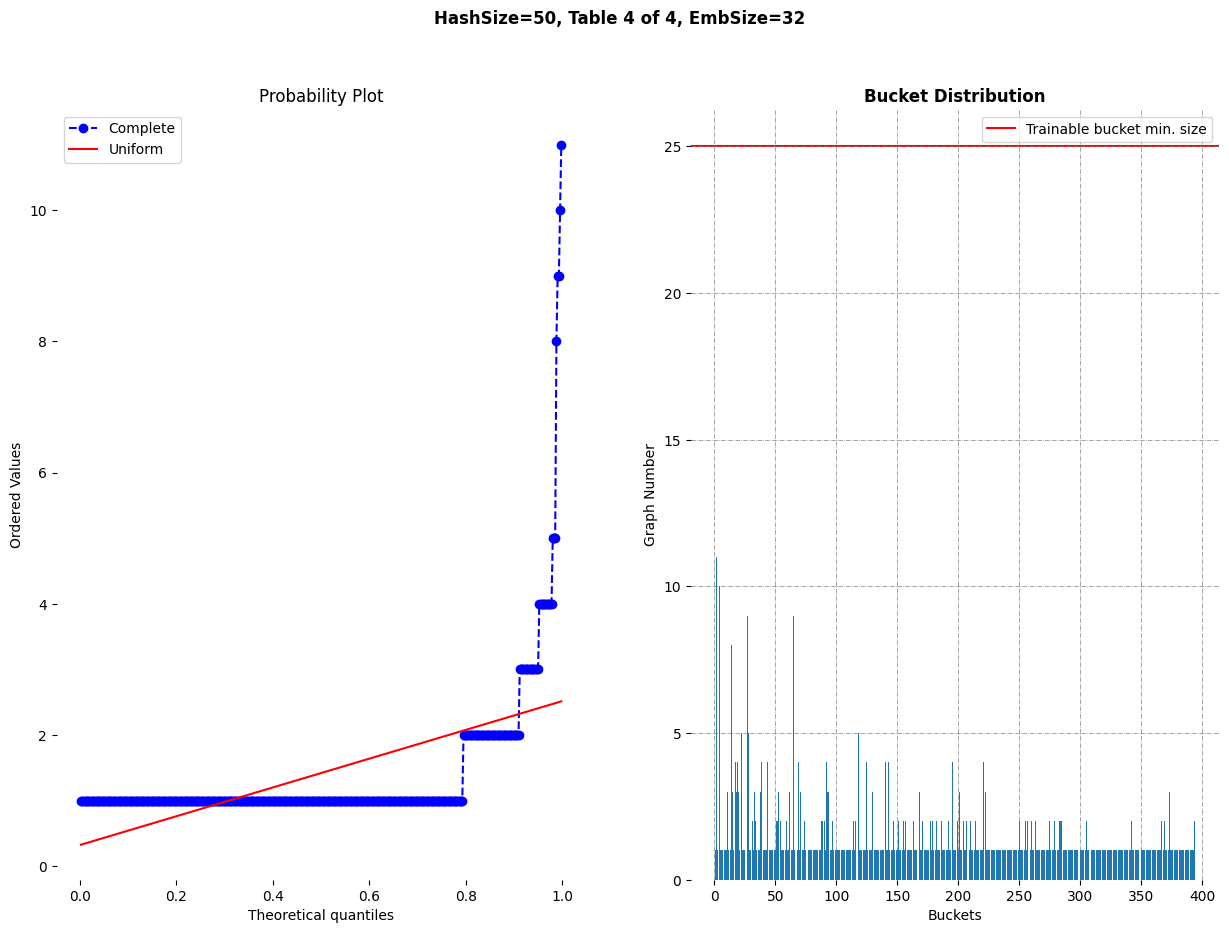 HashSize=50, Table 4 of 4, EmbSize=32
Probability Plot
Complete
Uniform
Ordered Values
10
8
6
4
2
0
0.0 0.2 0.4 0.6 0.8 1.0
Theoretical quantiles
Bucket Distribution
Trainable bucket min. size
Graph Number
25
20
15
10
5
0
0 50 100 150 200 250 300 350 400
Buckets